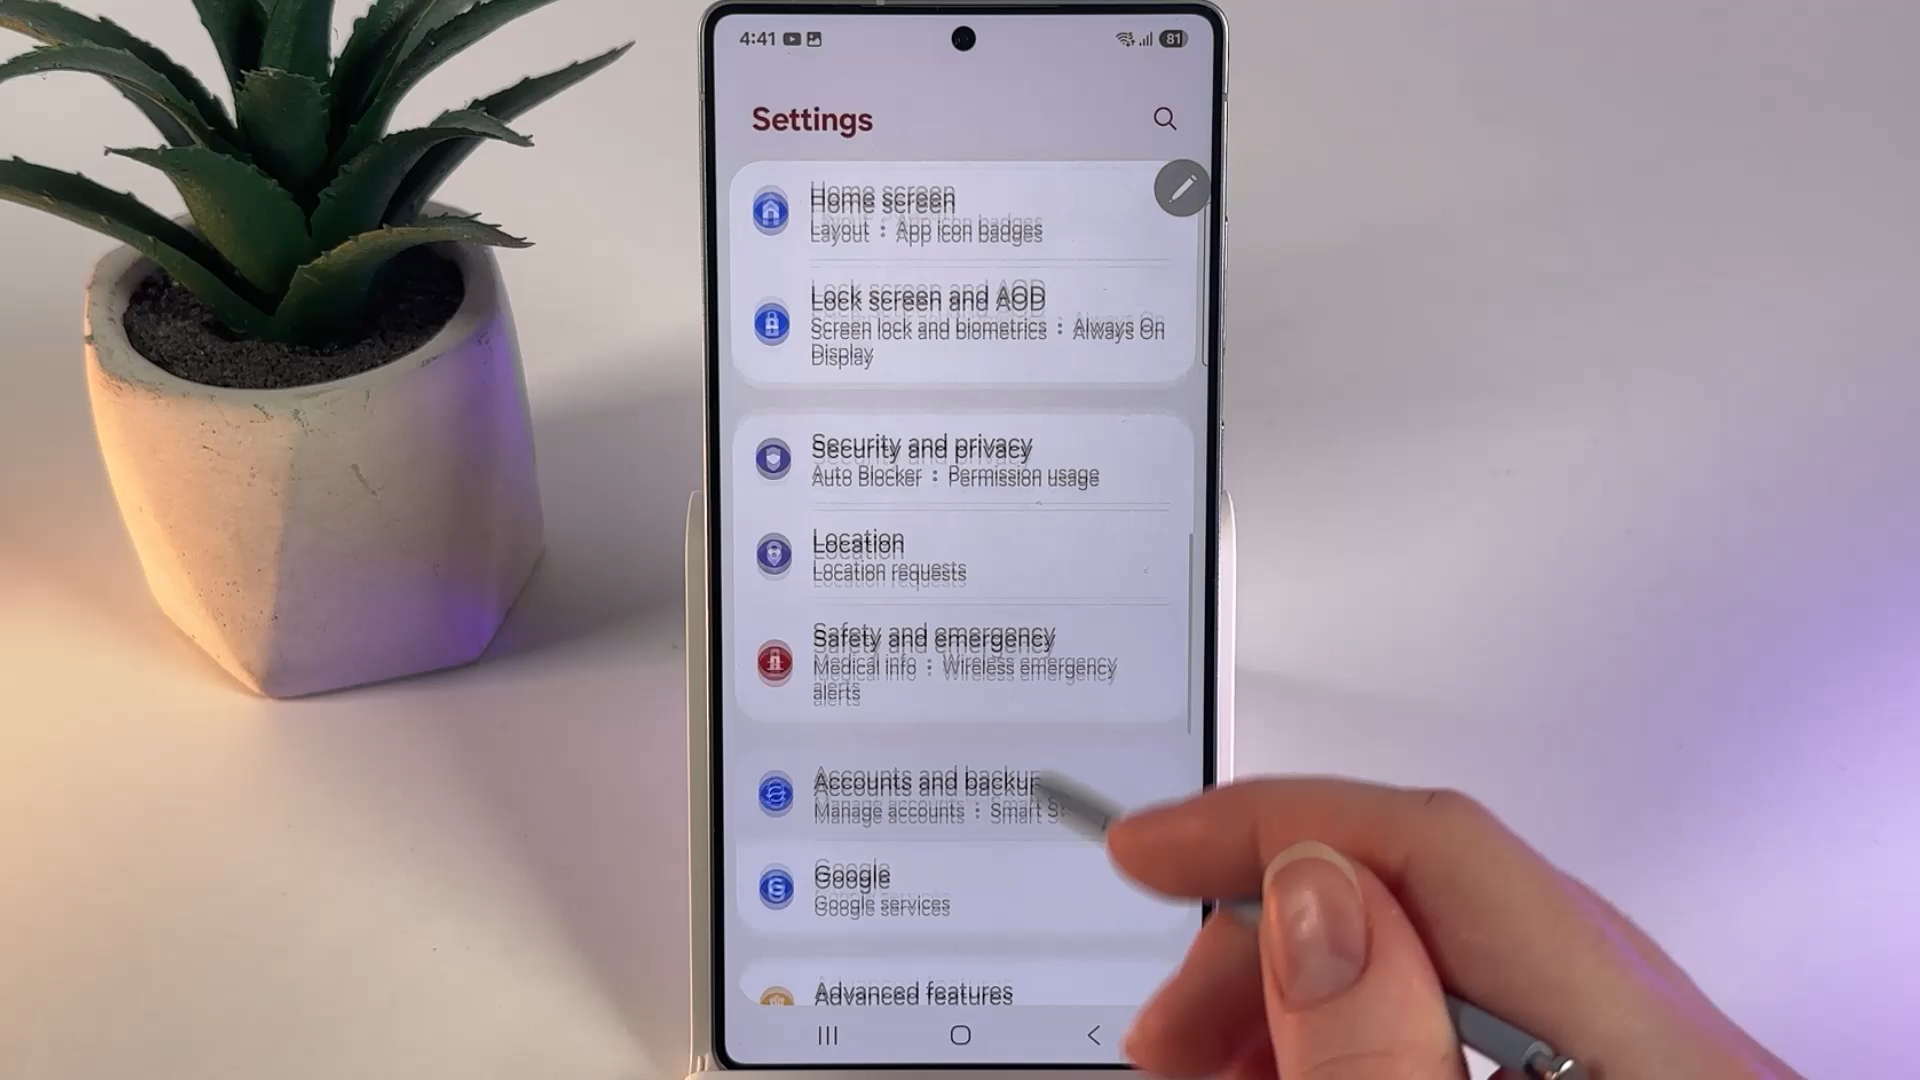 4:41
81
Settings
Home screen
Layout : App icon badges
Lock screen and AOD
Screen lock and biometrics : Always On
Display
Security and privacy
Auto Blocker : Permission usage
Location
Location requests
Safety and emergency
Medical info : Wireless emergency
alerts
Accounts and backup
Manage accounts : Smart
Google
Google services
Advanced features